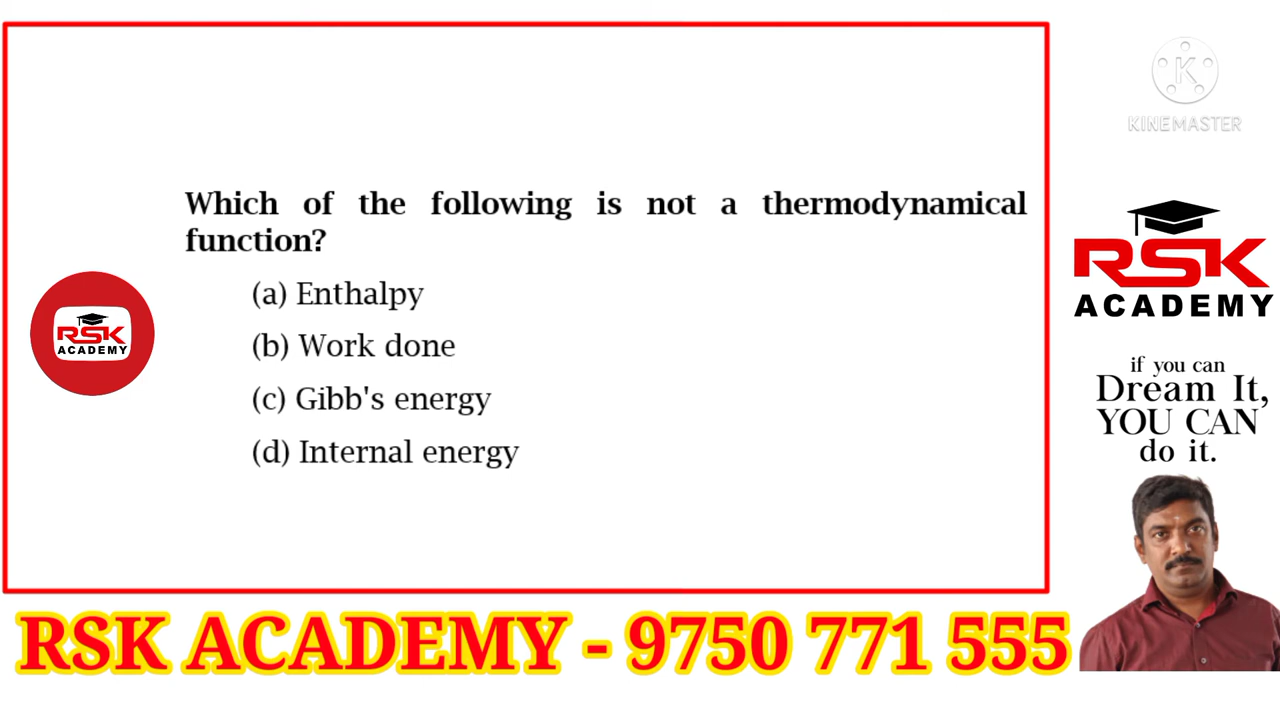 KINEMASTER
Which of the following is not a thermodynamical
function?
(a) Enthalpy
(b) Work done
(c) Gibb's energy
(d) Internal energy
RSK
ACADEMY
RSK
ACADEMY
if you can
Dream It,
YOU CAN
do it.
RSK ACADEMY - 9750 771 555